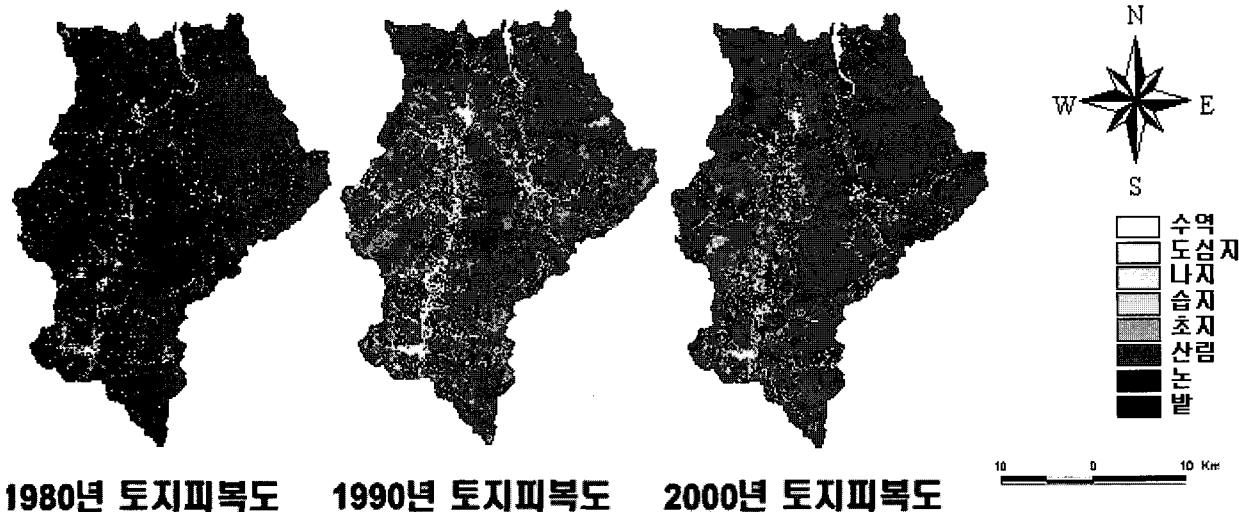 N
W E
S
수역
도심지
나지
습지
초지
산림
논
밭
10 0 10 Km
1980년 토지피복도 1990년 토지피복도 2000년 토지피복도